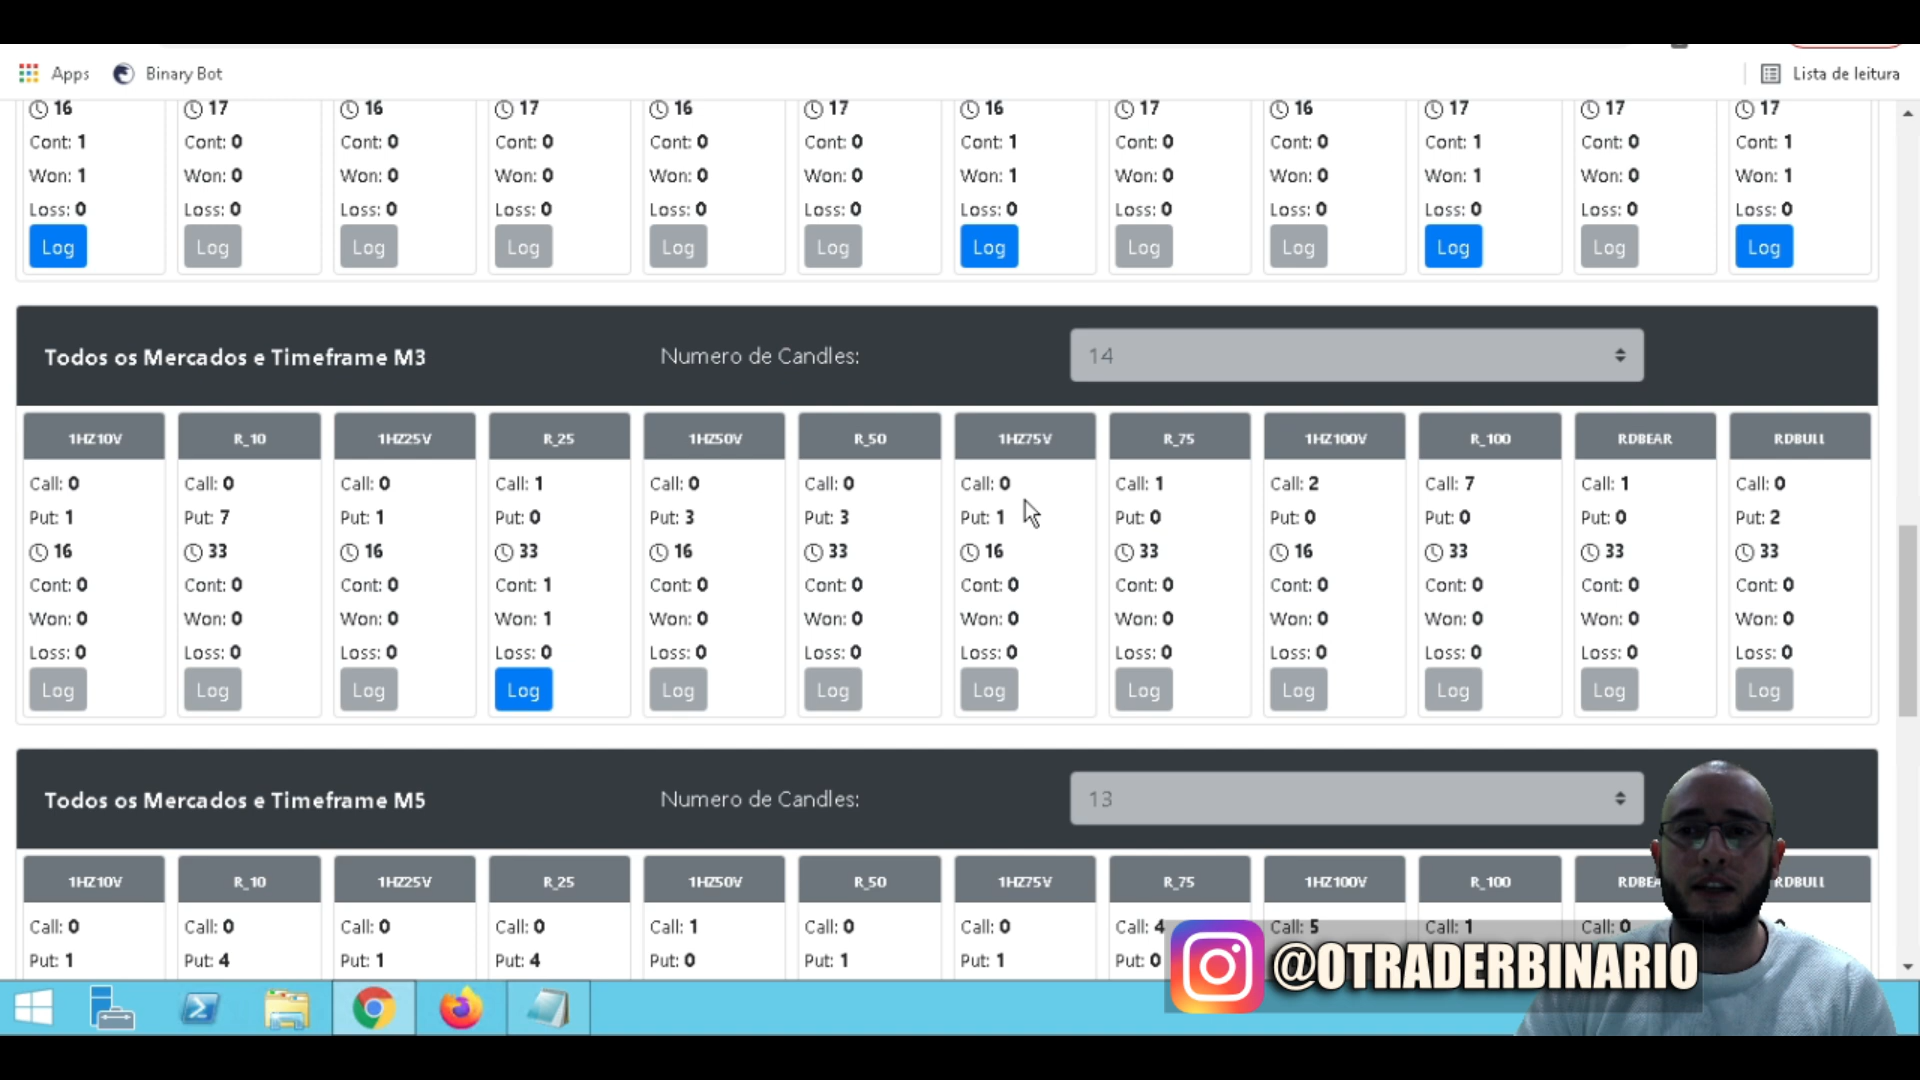 Apps Binary Bot Lista de leitura
16 17 16 17 16 17 16 17 16 17 17 17
Cont: 1 Cont: 0 Cont: 0 Cont: 0 Cont: 0 Cont: 0 Cont: 1 Cont: 0 Cont: 0 Cont: 1 Cont: 0 Cont: 1
Won: 1 Won: 0 Won: 0 Won: 0 Won: 0 Won: 0 Won: 1 Won: 0 Won: 0 Won: 1 Won: 0 Won: 1
Loss: 0 Loss: 0 Loss: 0 Loss: 0 Loss: 0 Loss: 0 Loss: 0 Loss: 0 Loss: 0 Loss: 0 Loss: 0 Loss: 0
Log Log Log Log Log Log Log Log Log Log Log Log
Todos os Mercados e Timeframe M3 Numero de Candles: 14
1HZ10V R_10 1HZ25V R_25 1HZ50V R_50 1HZ75V R_75 1HZ100V R_100 RDBEAR RDBULL
Call: 0 Call: 0 Call: 0 Call: 1 Call: 0 Call: 0 Call: 0 Call: 1 Call: 2 Call: 7 Call: 1 Call: 0
Put: 1 Put: 7 Put: 1 Put: 0 Put: 3 Put: 3 Put: 1 Put: 0 Put: 0 Put: 0 Put: 0 Put: 2
16 33 16 33 16 33 16 33 16 33 33 33
Cont: 0 Cont: 0 Cont: 0 Cont: 1 Cont: 0 Cont: 0 Cont: 0 Cont: 0 Cont: 0 Cont: 0 Cont: 0 Cont: 0
Won: 0 Won: 0 Won: 0 Won: 1 Won: 0 Won: 0 Won: 0 Won: 0 Won: 0 Won: 0 Won: 0 Won: 0
Loss: 0 Loss: 0 Loss: 0 Loss: 0 Loss: 0 Loss: 0 Loss: 0 Loss: 0 Loss: 0 Loss: 0 Loss: 0 Loss: 0
Log Log Log Log Log Log Log Log Log Log Log Log
Todos os Mercados e Timeframe M5 Numero de Candles: 13
1HZ10V R_10 1HZ25V R_25 1HZ50V R_50 1HZ75V R_75 1HZ100V R_100 RDBEA RDBULL
Call: 0 Call: 0 Call: 0 Call: 0 Call: 1 Call: 0 Call: 0 Call: 4 Call: 5 Call: 1 Call: 0
Put: 1 Put: 4 Put: 1 Put: 4 Put: 0 Put: 1 Put: 1 Put: 0
@OTRADERBINARIO